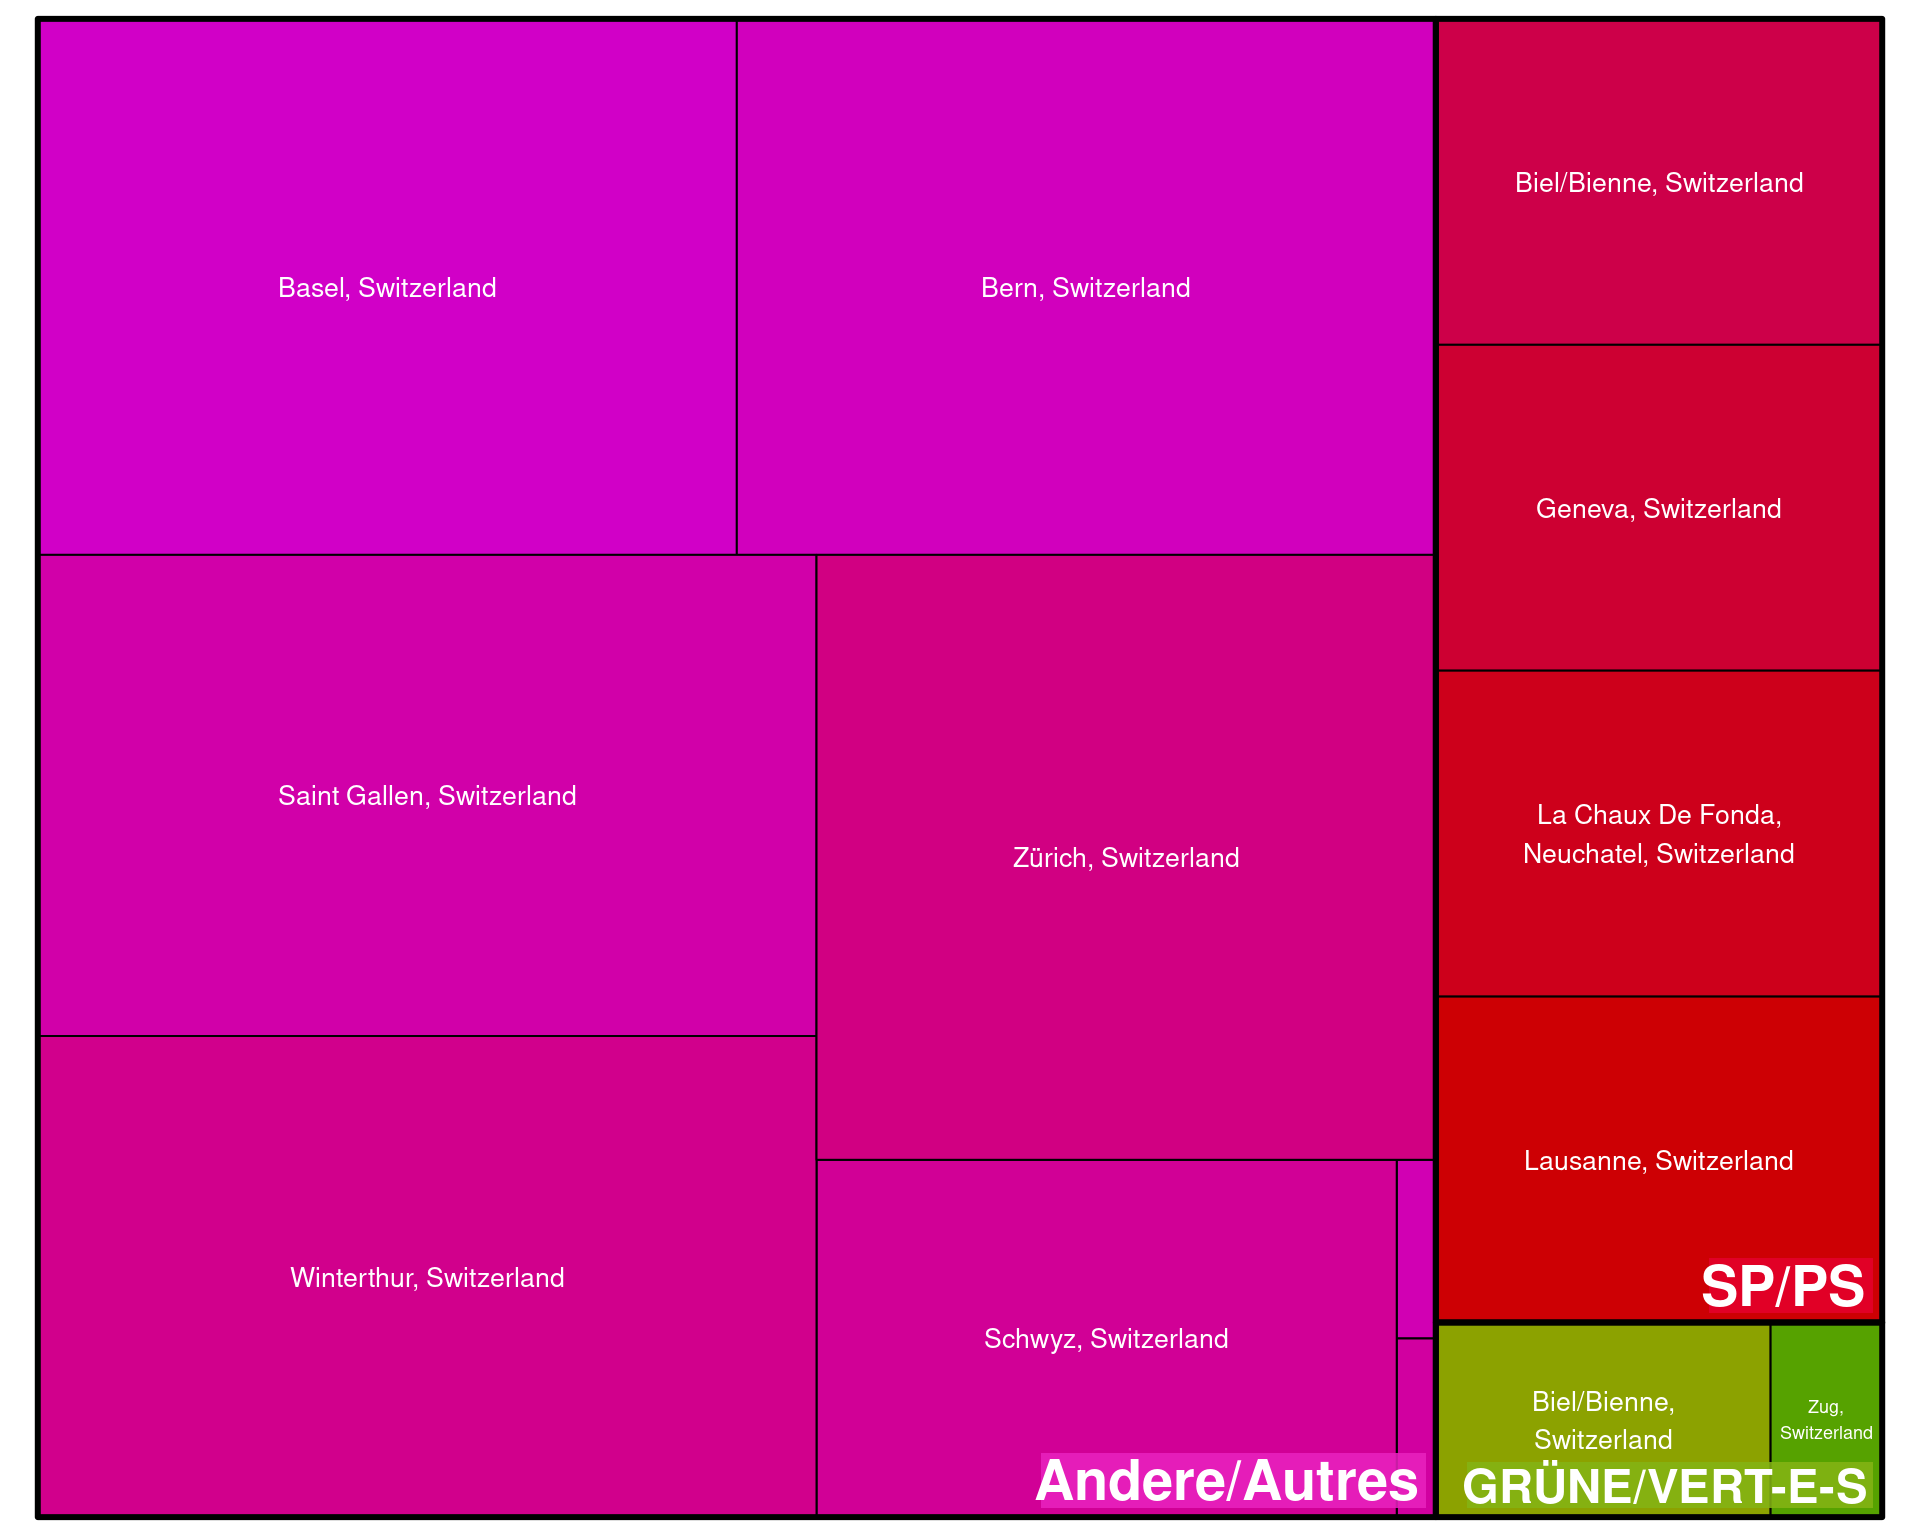 Basel, Switzerland
Bern, Switzerland
Biel/Bienne, Switzerland
Geneva, Switzerland
Saint Gallen, Switzerland
Zürich, Switzerland
La Chaux De Fonda,
Neuchatel, Switzerland
Lausanne, Switzerland
Winterthur, Switzerland
SP/PS
Schwyz, Switzerland
Andere/Autres
Biel/Bienne,
Switzerland
Zug,
Switzerland
GRÜNE/VERT-E-S